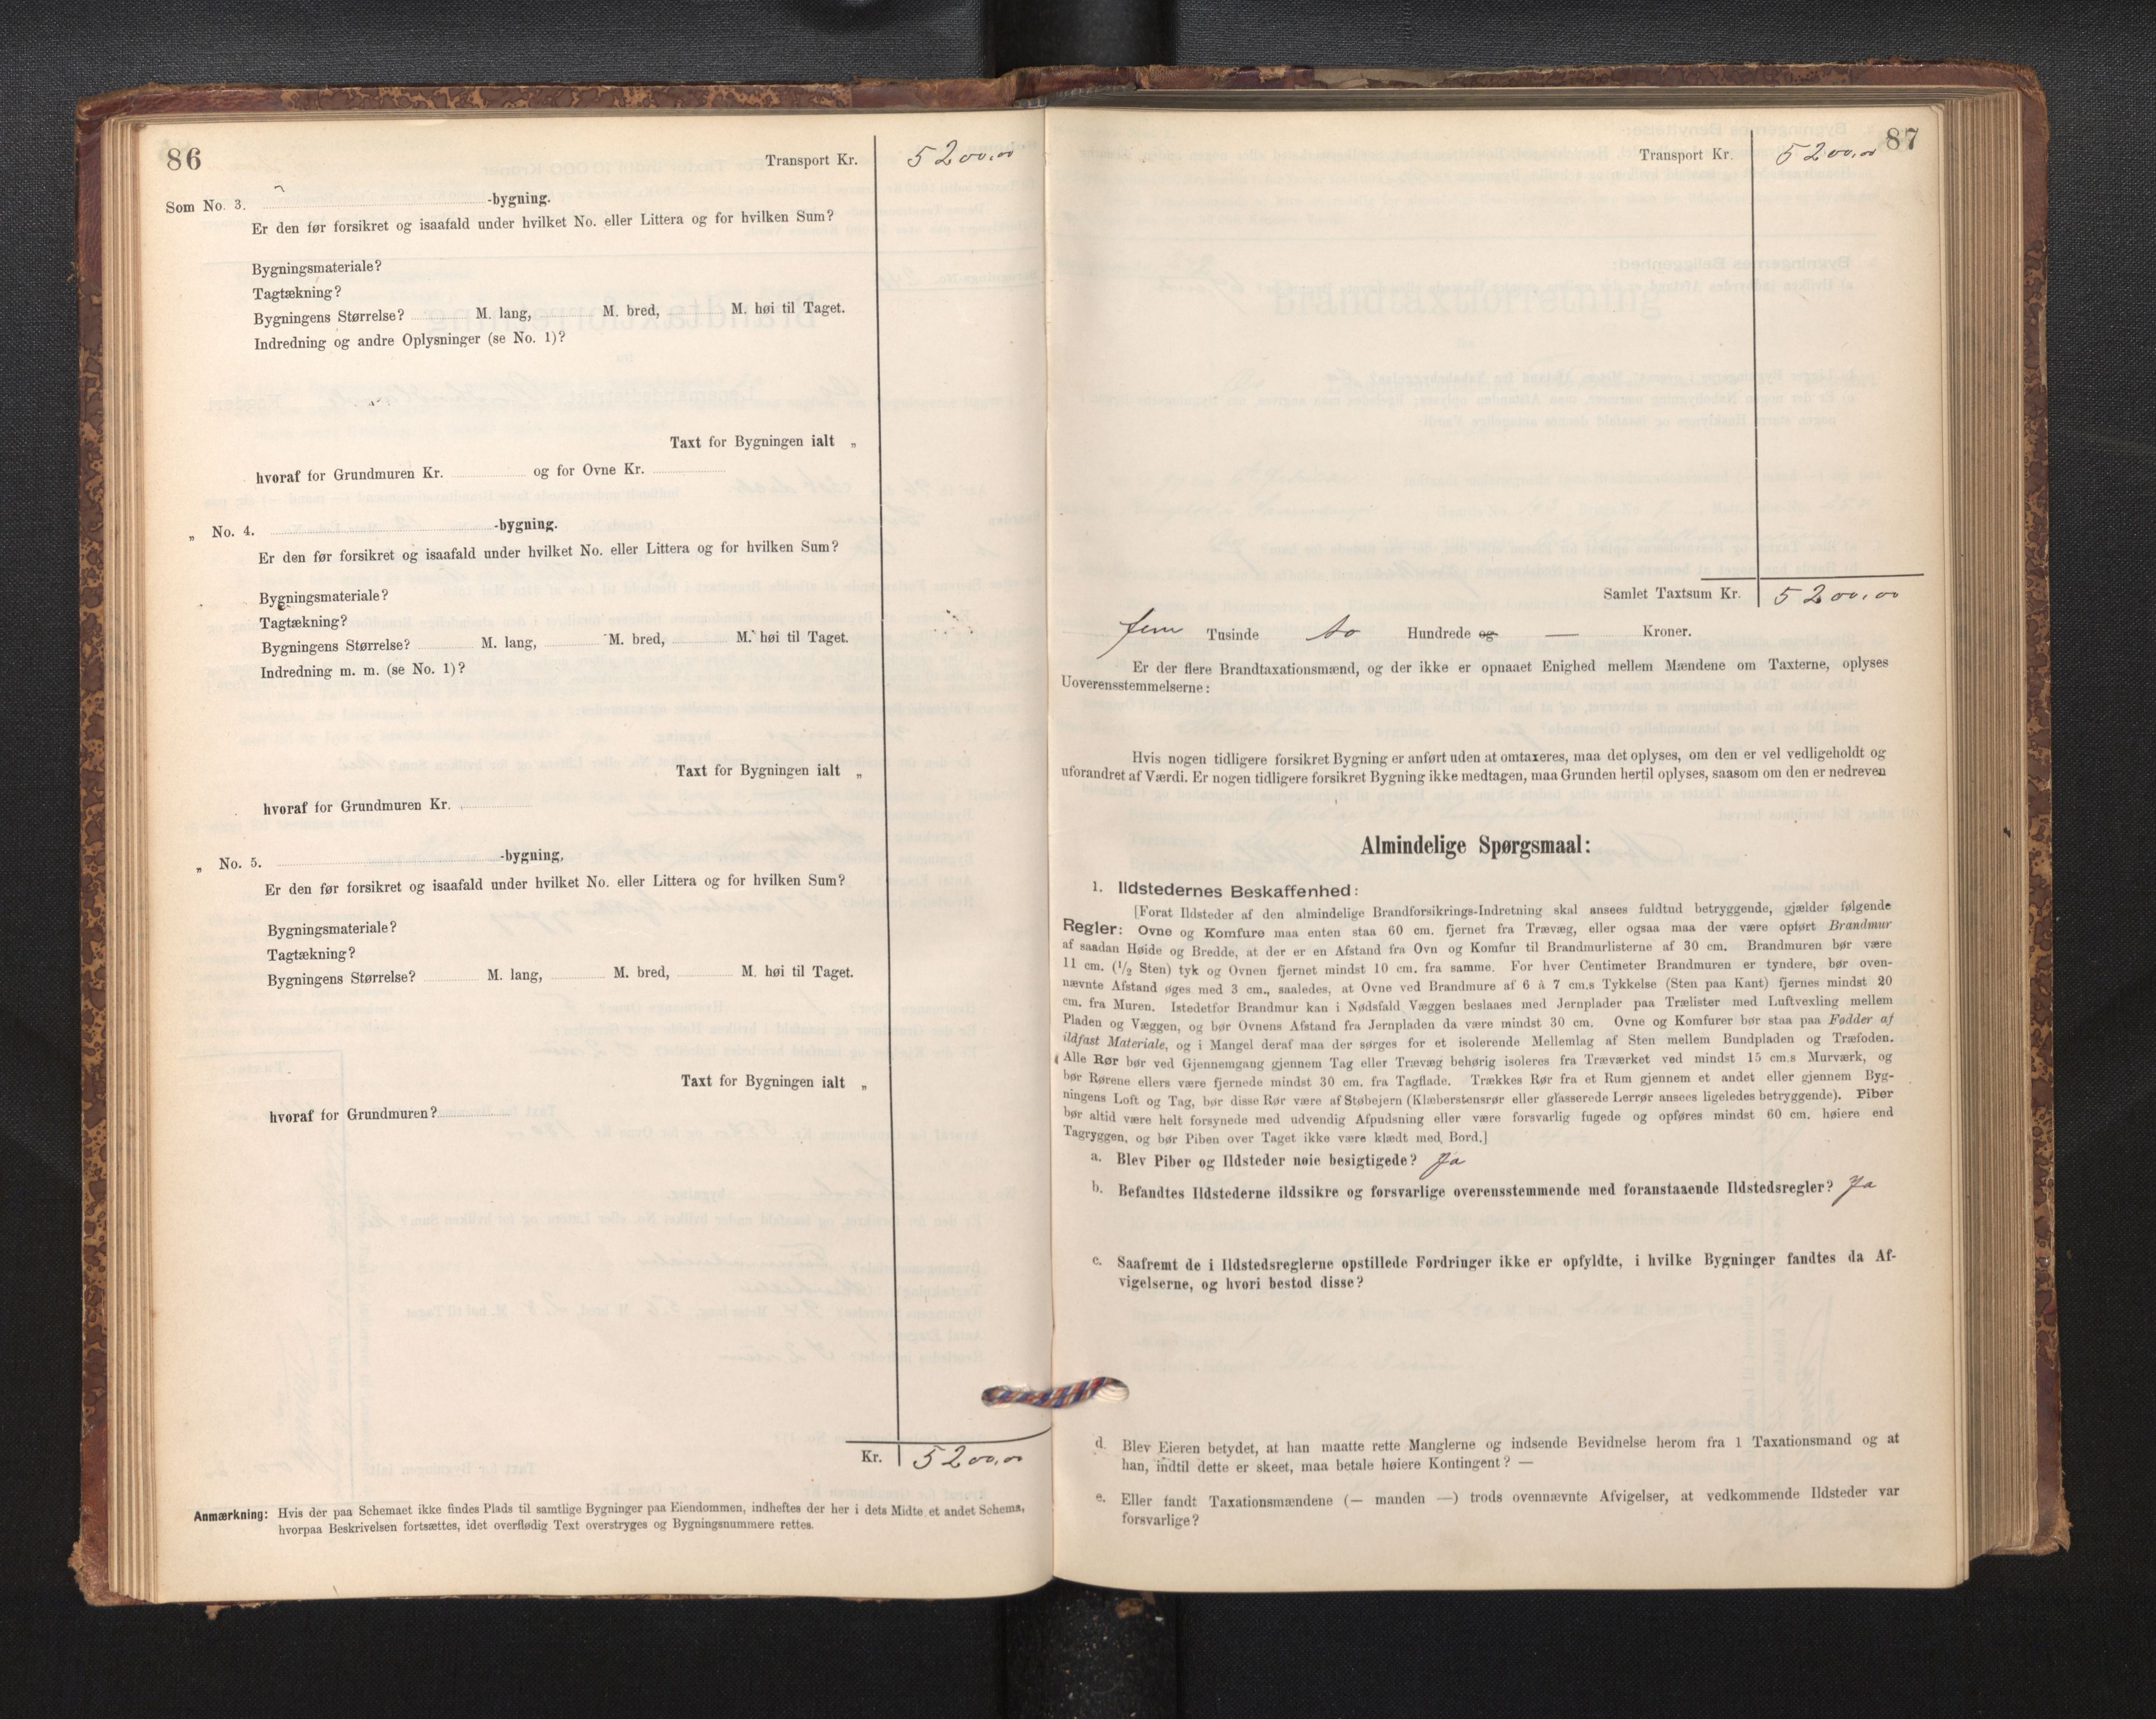 86
Transport Kr. 5200,00
Som No. 3. -bygning.
Er den før forsikret og isaafald under hvilket No. eller Littera og for hvilken Sum?
Bygningsmateriale?
Tagtækning?
Bygningens Størrelse? M. lang, M. bred, M. høi til Taget.
Indredning og andre Oplysninger (se No. 1)?
Taxt for Bygningen ialt „
hvoraf for Grundmuren Kr. og for Ovne Kr.
„ No. 4. -bygning.
Er den før forsikret og isaafald under hvilket No. eller Littera og for hvilken Sum?
Bygningsmateriale?
Tagtækning?
Bygningens Størrelse? M. lang, M. bred, M. høi til Taget.
Indredning m. m. (se No. 1)?
Taxt for Bygningen ialt „
hvoraf for Grundmuren Kr.
„ No. 5. -bygning,
Er den før forsikret og isaafald under hvilket No. eller Littera og for hvilken Sum?
Bygningsmateriale?
Tagtækning?
Bygningens Størrelse? M. lang, M. bred, M. høi til Taget.
Taxt for Bygningen ialt „
hvoraf for Grundmuren?
Kr. 5200,00
Anmærkning: Hvis der paa Schemaet ikke findes Plads til samtlige Bygninger paa Eiendommen, indheftes der her i dets Midte et andet Schema,
hvorpaa Beskrivelsen fortsættes, idet overflødig Text overstryges og Bygningsnummere rettes.
87
Transport Kr. 5200,00
Samlet Taxtsum Kr. 5200,00
fem Tusinde to Hundrede og — Kroner.
Er der flere Brandtaxationsmænd, og der ikke er opnaaet Enighed mellem Mændene om Taxterne, oplyses
Uoverensstemmelserne:
Hvis nogen tidligere forsikret Bygning er anført uden at omtaxeres, maa det oplyses, om den er vel vedligeholdt og
uforandret af Værdi. Er nogen tidligere forsikret Bygning ikke medtagen, maa Grunden hertil oplyses, saasom om den er nedreven
Almindelige Spørgsmaal:
1. Ildstedernes Beskaffenhed:
[Forat Ildsteder af den almindelige Brandforsikrings-Indretning skal ansees fuldtud betryggende, gjælder følgende
Regler: Ovne og Komfure maa enten staa 60 cm. fjernet fra Trævæg, eller ogsaa maa der være opført Brandmur
af saadan Høide og Bredde, at der er en Afstand fra Ovn og Komfur til Brandmurlisterne af 30 cm. Brandmuren bør være
11 cm. (1/2 Sten) tyk og Ovnen fjernet mindst 10 cm. fra samme. For hver Centimeter Brandmuren er tyndere, bør oven-
nævnte Afstand øges med 3 cm., saaledes, at Ovne ved Brandmure af 6 à 7 cm.s Tykkelse (Sten paa Kant) fjernes mindst 20
cm. fra Muren. Istedetfor Brandmur kan i Nødsfald Væggen beslaaes med Jernplader paa Trælister med Luftvexling mellem
Pladen og Væggen, og bør Ovnens Afstand fra Jernpladen da være mindst 30 cm. Ovne og Komfurer bør staa paa Fødder af
ildfast Materiale, og i Mangel deraf maa der sørges for et isolerende Mellemlag af Sten mellem Bundpladen og Træfoden.
Alle Rør bør ved Gjennemgang gjennem Tag eller Trævæg behørig isoleres fra Træværket ved mindst 15 cm.s Murværk, og
bør Rørene ellers være fjernede mindst 30 cm. fra Tagflade. Trækkes Rør fra et Rum gjennem et andet eller gjennem Byg-
ningens Loft og Tag, bør disse Rør være af Støbejern (Klæberstensrør eller glasserede Lerrør ansees ligeledes betryggende). Piber
bør altid være helt forsynede med udvendig Afpudsning eller være forsvarlig fugede og opføres mindst 60 cm. høiere end
Tagryggen, og bør Piben over Taget ikke være klædt med Bord.]
a. Blev Piber og Ildsteder nøie besigtigede? Ja
b. Befandtes Ildstederne ildssikre og forsvarlige overensstemmende med foranstaaende Ildstedsregler? Ja
c. Saafremt de i Ildstedsreglerne opstillede Fordringer ikke er opfyldte, i hvilke Bygninger fandtes da Af-
vigelserne, og hvori bestod disse?
d. Blev Eieren betydet, at han maatte rette Manglerne og indsende Bevidnelse herom fra 1 Taxationsmand og at
han, indtil dette er skeet, maa betale høiere Kontingent? —
e. Eller fandt Taxationsmændene (— manden —) trods ovennævnte Afvigelser, at vedkommende Ildsteder var
forsvarlige?